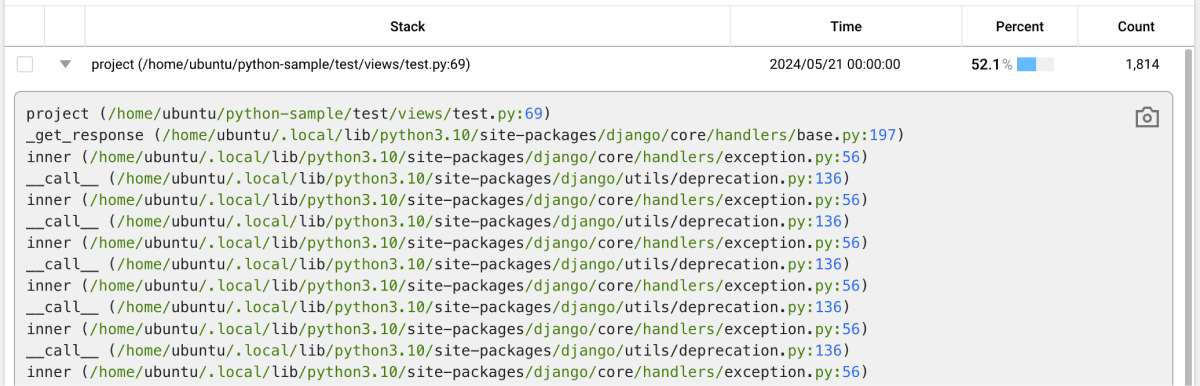 Stack Time Percent Count
project (/home/ubuntu/python-sample/test/views/test.py:69) 2024/05/21 00:00:00 52.1% 1,814
project (/home/ubuntu/python-sample/test/views/test.py:69)
_get_response (/home/ubuntu/.local/lib/python3.10/site-packages/django/core/handlers/base.py:197)
inner (/home/ubuntu/.local/lib/python3.10/site-packages/django/core/handlers/exception.py:56)
__call__ (/home/ubuntu/.local/lib/python3.10/site-packages/django/utils/deprecation.py:136)
inner (/home/ubuntu/.local/lib/python3.10/site-packages/django/core/handlers/exception.py:56)
__call__ (/home/ubuntu/.local/lib/python3.10/site-packages/django/utils/deprecation.py:136)
inner (/home/ubuntu/.local/lib/python3.10/site-packages/django/core/handlers/exception.py:56)
__call__ (/home/ubuntu/.local/lib/python3.10/site-packages/django/utils/deprecation.py:136)
inner (/home/ubuntu/.local/lib/python3.10/site-packages/django/core/handlers/exception.py:56)
__call__ (/home/ubuntu/.local/lib/python3.10/site-packages/django/utils/deprecation.py:136)
inner (/home/ubuntu/.local/lib/python3.10/site-packages/django/core/handlers/exception.py:56)
__call__ (/home/ubuntu/.local/lib/python3.10/site-packages/django/utils/deprecation.py:136)
inner (/home/ubuntu/.local/lib/python3.10/site-packages/django/core/handlers/exception.py:56)